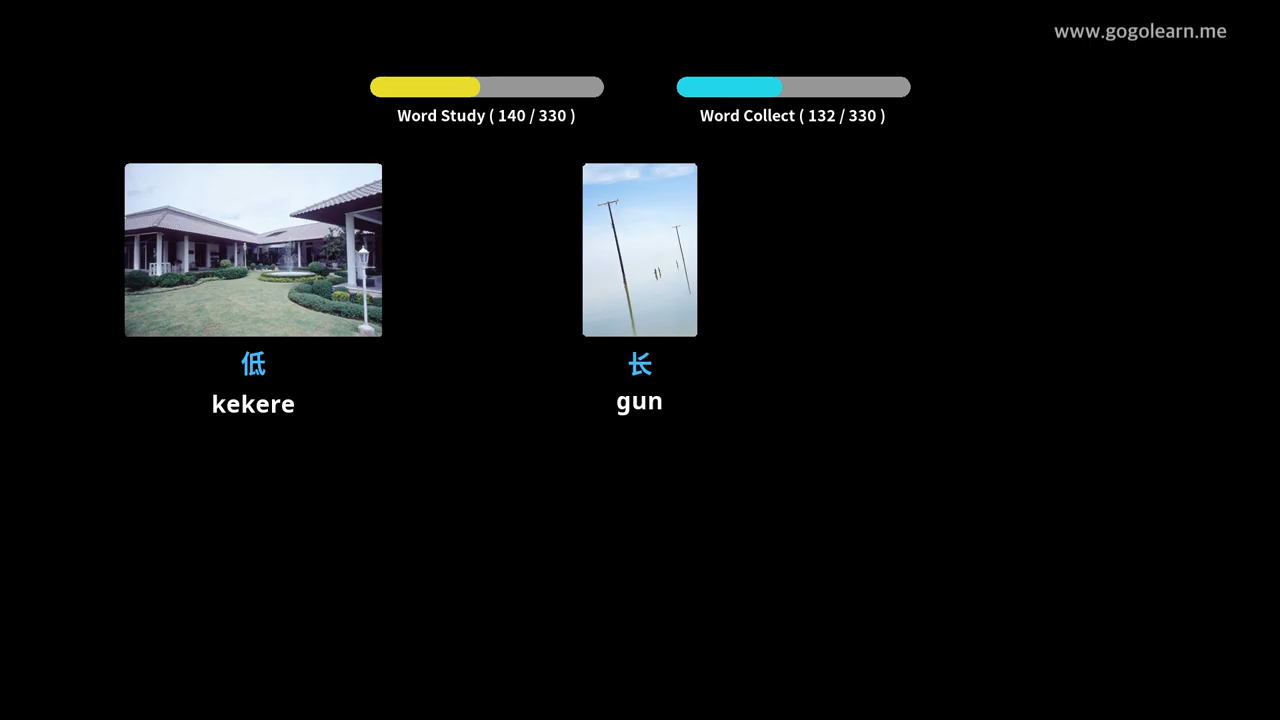 www.gogolearn.me
Word Study ( 140 / 330 )
Word Collect ( 132 / 330 )
低
kekere
长
gun